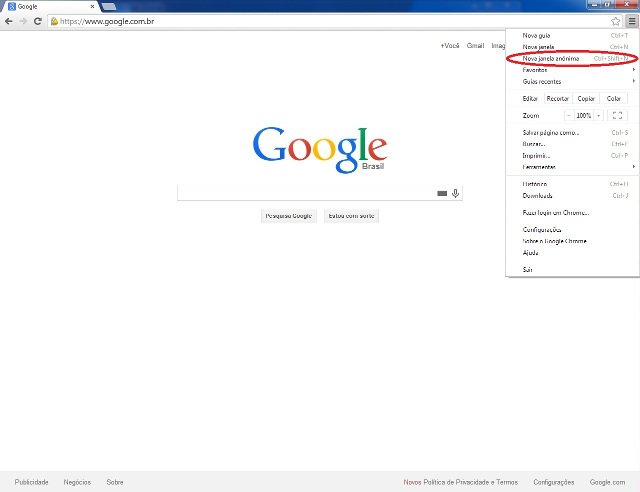 Google
https://www.google.com.br
+Você Gmail
Nova guia Ctrl+T
Nova janela Ctrl+N
Nova janela anônima Ctrl+Shift+N
Favoritos
Guias recentes
Editar Recortar Copiar Colar
Zoom - 100% +
Salvar página como... Ctrl+S
Buscar... Ctrl+F
Imprimir... Ctrl+P
Ferramentas
Histórico Ctrl+H
Downloads Ctrl+J
Fazer login em Chrome...
Configurações
Sobre o Google Chrome
Ajuda
Sair
Google
Brasil
Pesquisa Google Estou com sorte
Publicidade Negócios Sobre Novos Política de Privacidade e Termos Configurações Google.com